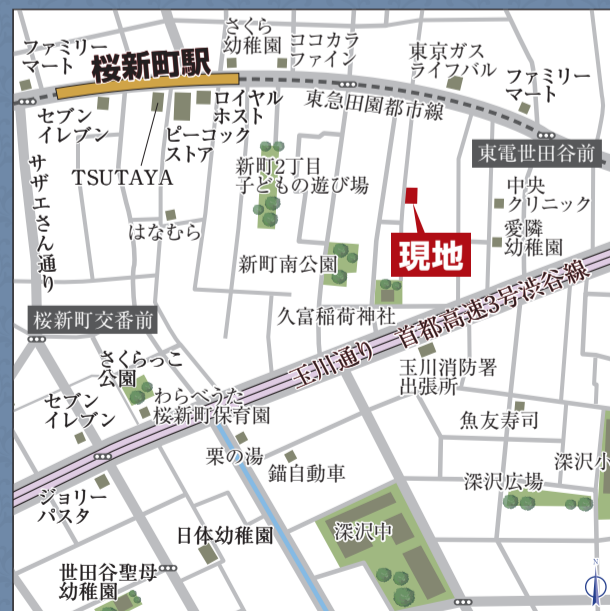 さくら
幼稚園
ココカラ
ファイン
東京ガス
ライフバル
ファミリー
マート
桜新町駅
ファミリー
マート
セブン
イレブン
TSUTAYA
ピーコック
ストア
ロイヤル
ホスト
東急田園都市線
東電世田谷前
サザエさん通り
はなむら
新町2丁目
子どもの遊び場
中央
クリニック
愛隣
幼稚園
現地
新町南公園
久富稲荷神社
桜新町交番前
玉川通り
首都高速3号渋谷線
さくらっこ
公園
わらべうた
桜新町保育園
玉川消防署
出張所
セブン
イレブン
栗の湯
錨自動車
魚友寿司
深沢小
深沢広場
ジョリー
パスタ
日体幼稚園
深沢中
世田谷聖母
幼稚園
N